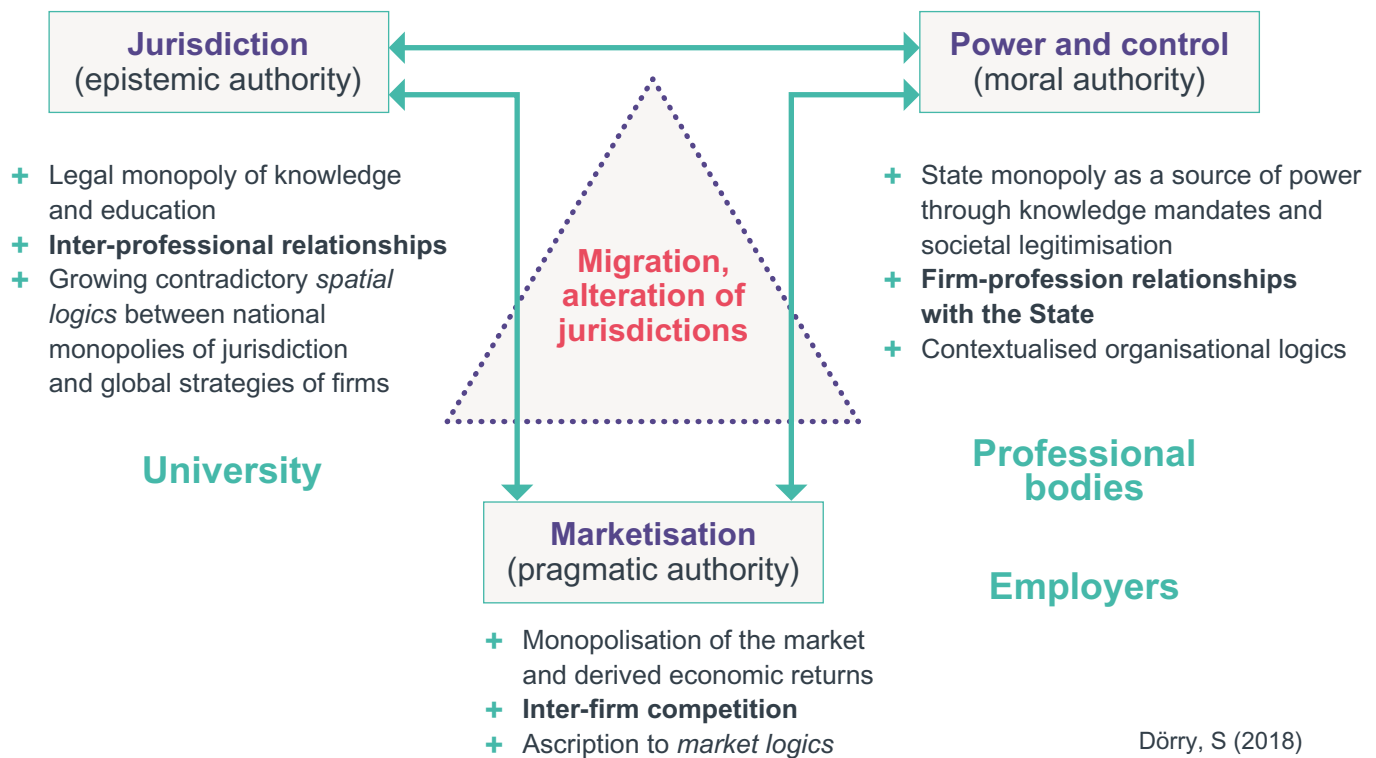 Jurisdiction
(epistemic authority)
Power and control
(moral authority)
+ Legal monopoly of knowledge
and education
+ Inter-professional relationships
+ Growing contradictory spatial
logics between national
monopolies of jurisdiction
and global strategies of firms
Migration,
alteration of
jurisdictions
+ State monopoly as a source of power
through knowledge mandates and
societal legitimisation
+ Firm-profession relationships
with the State
+ Contextualised organisational logics
University
Professional
bodies
Marketisation
(pragmatic authority)
Employers
+ Monopolisation of the market
and derived economic returns
+ Inter-firm competition
+ Ascription to market logics
Dörry, S (2018)